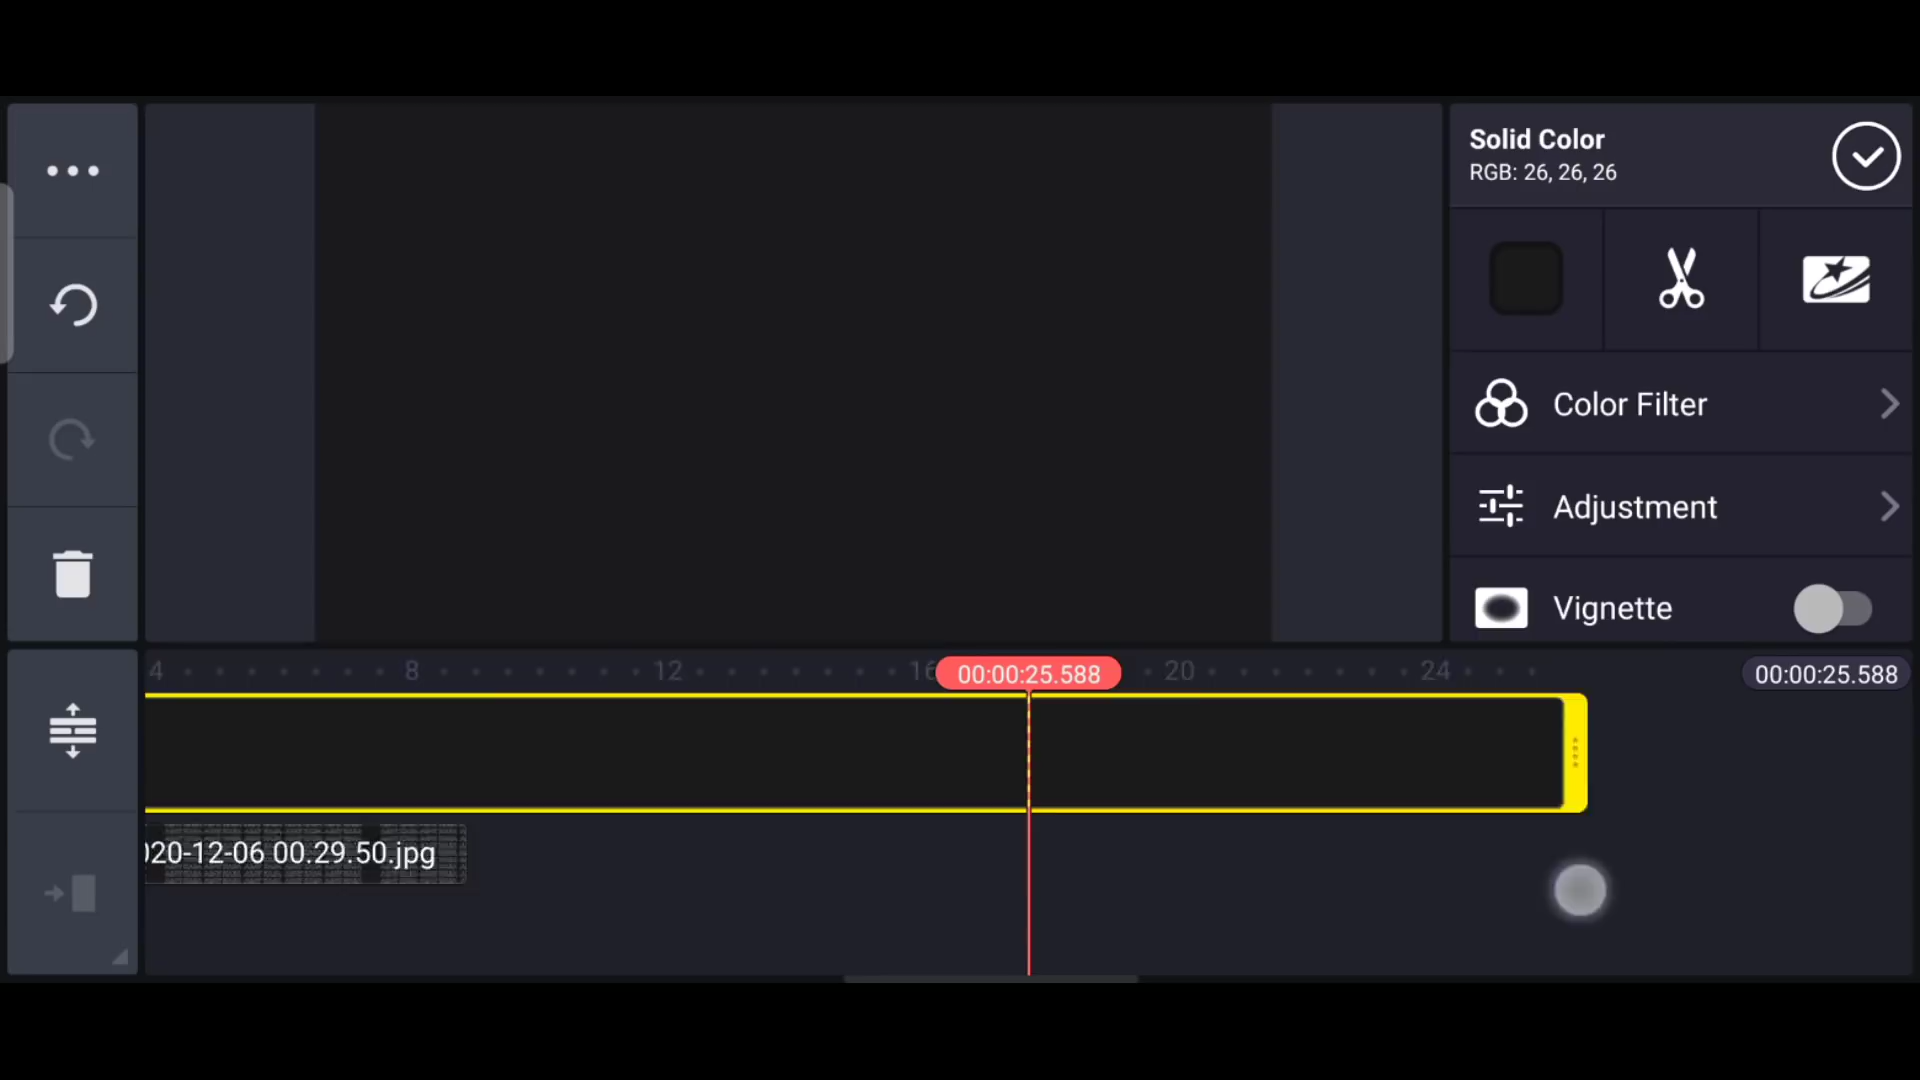 Solid Color
RGB: 26, 26, 26
Color Filter
Adjustment
Vignette
4 8 12 16 00:00:25.588 20 24 00:00:25.588
020-12-06 00.29.50.jpg